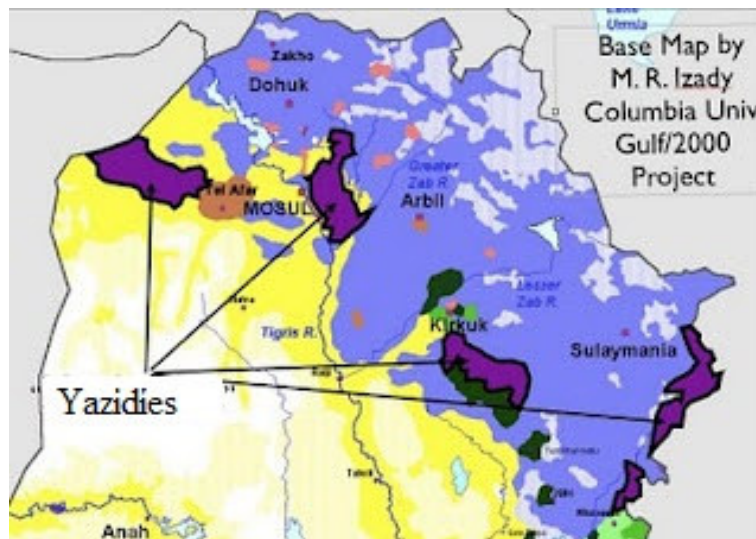 Zakho
Dohuk
Base Map by
M. R. Izady
Columbia Univ
Gulf/2000
Project
Greater
Zab R.
Tel Afar
MOSUL
Arbil
Lesser
Zab R.
Kirkuk
Tigris R.
Sulaymania
Yazidies
Anah